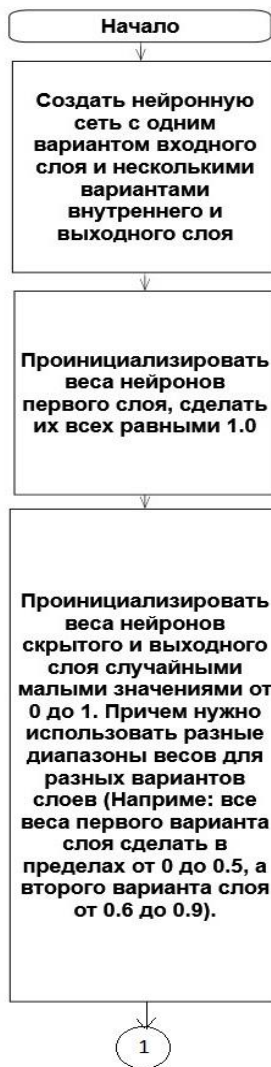 Начало
Создать нейронную
сеть с одним
вариантом входного
слоя и несколькими
вариантами
внутреннего и
выходного слоя
Проинициализировать
веса нейронов
первого слоя, сделать
их всех равными 1.0
Проинициализировать
веса нейронов
скрытого и выходного
слоя случайными
малыми значениями от
0 до 1. Причем нужно
использовать разные
диапазоны весов для
разных вариантов
слоев (Наприме: все
веса первого варианта
слоя сделать в
пределах от 0 до 0.5, а
второго варианта слоя
от 0.6 до 0.9).
1